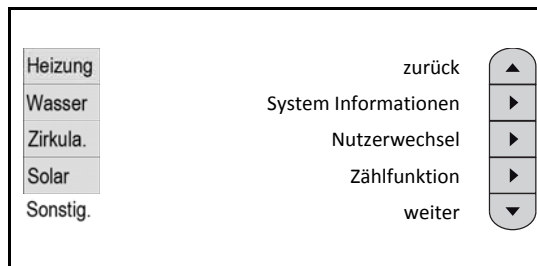 Heizung zurück
Wasser System Informationen
Zirkula. Nutzerwechsel
Solar Zählfunktion
Sonstig. weiter